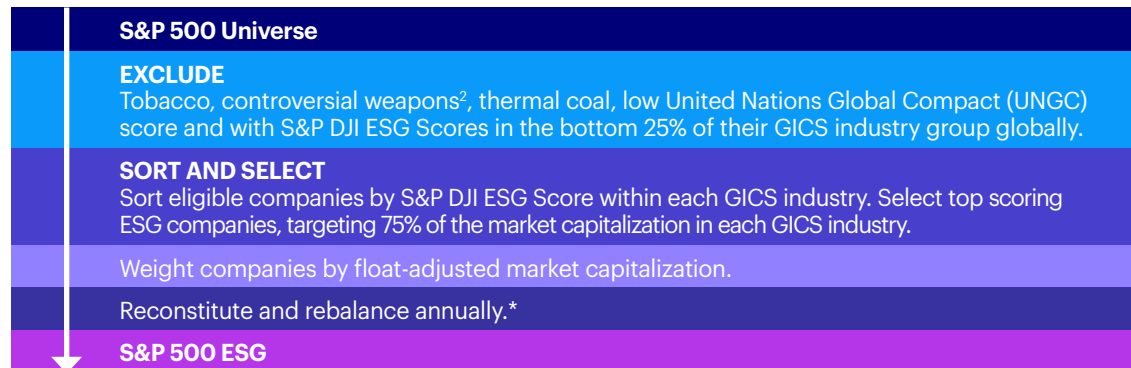 S&P 500 Universe
EXCLUDE
Tobacco, controversial weapons², thermal coal, low United Nations Global Compact (UNGC)
score and with S&P DJI ESG Scores in the bottom 25% of their GICS industry group globally.
SORT AND SELECT
Sort eligible companies by S&P DJI ESG Score within each GICS industry. Select top scoring
ESG companies, targeting 75% of the market capitalization in each GICS industry.
Weight companies by float-adjusted market capitalization.
Reconstitute and rebalance annually.*
S&P 500 ESG